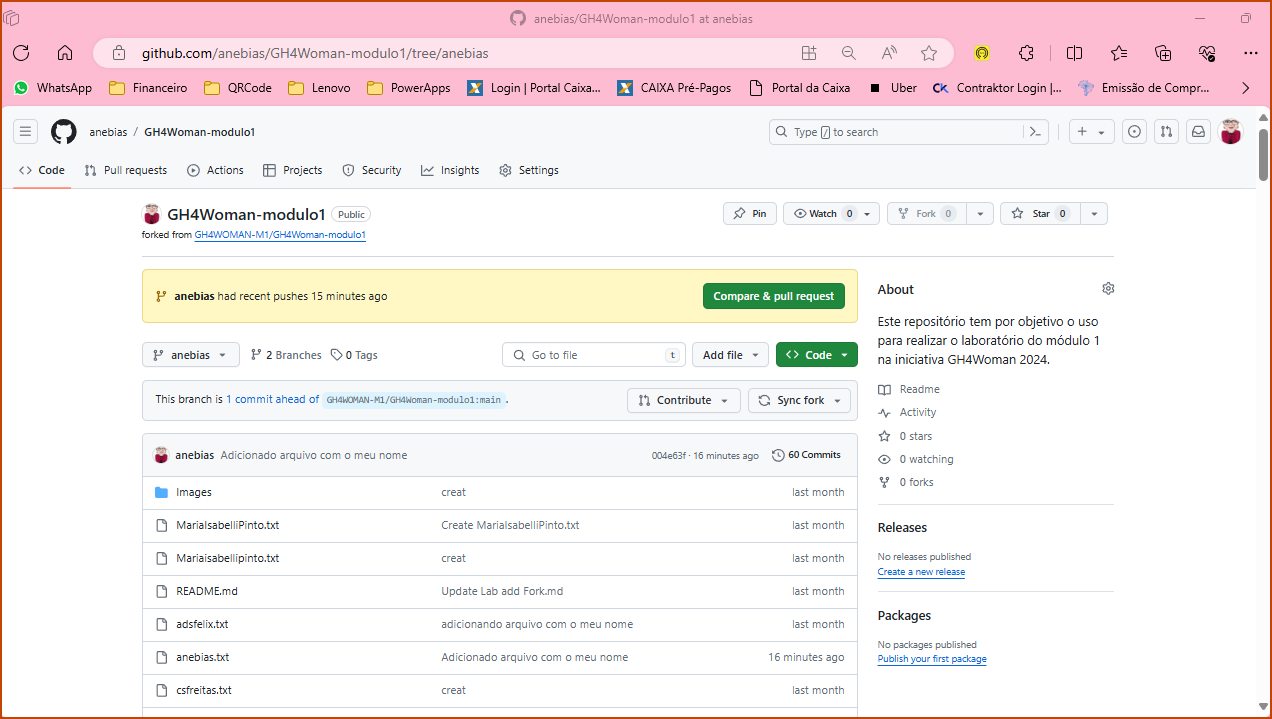 anebias/GH4Woman-modulo1 at anebias
github.com/anebias/GH4Woman-modulo1/tree/anebias
WhatsApp Financeiro QRCode Lenovo PowerApps Login | Portal Caixa... CAIXA Pré-Pagos Portal da Caixa Uber CK Contraktor Login |... Emissão de Compr...
anebias / GH4Woman-modulo1 Type / to search
Code Pull requests Actions Projects Security Insights Settings
GH4Woman-modulo1 Public Pin Watch 0 Fork 0 Star 0
forked from GH4WOMAN-M1/GH4Woman-modulo1
anebias had recent pushes 15 minutes ago Compare & pull request
anebias 2 Branches 0 Tags Go to file t Add file <> Code
This branch is 1 commit ahead of GH4WOMAN-M1/GH4Woman-modulo1:main . Contribute Sync fork
anebias Adicionado arquivo com o meu nome 004e63f · 16 minutes ago 60 Commits
Images creat last month
MariaIsabelliPinto.txt Create MariaIsabelliPinto.txt last month
Mariaisabellipinto.txt creat last month
README.md Update Lab add Fork.md last month
adsfelix.txt adicionando arquivo com o meu nome last month
anebias.txt Adicionado arquivo com o meu nome 16 minutes ago
csfreitas.txt creat last month
About
Este repositório tem por objetivo o uso
para realizar o laboratório do módulo 1
na iniciativa GH4Woman 2024.
Readme
Activity
0 stars
0 watching
0 forks
Releases
No releases published
Create a new release
Packages
No packages published
Publish your first package